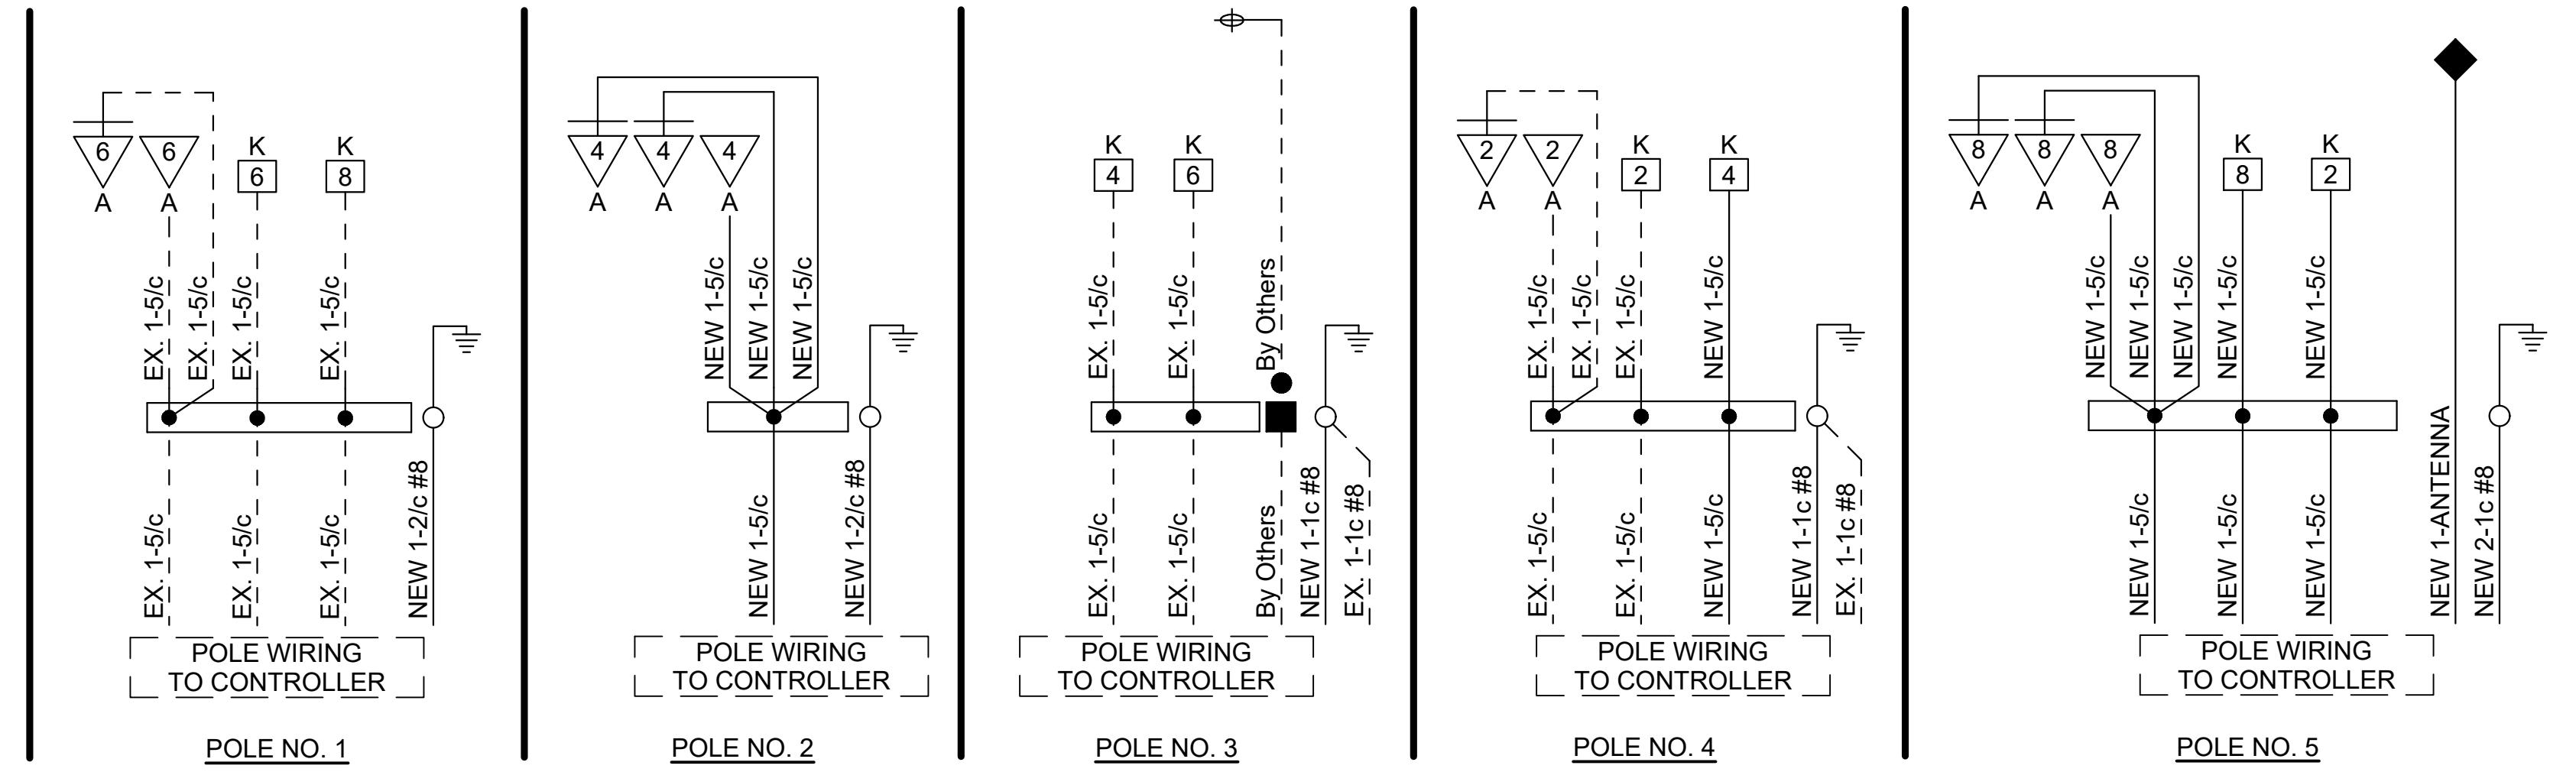 6 6
A A
K K
6 8
EX. 1-5/c
EX. 1-5/c
EX. 1-5/c
EX. 1-5/c
EX. 1-5/c
EX. 1-5/c
EX. 1-5/c
NEW 1-2/c #8
POLE WIRING
TO CONTROLLER
POLE NO. 1
4 4 4
A A A
NEW 1-5/c
NEW 1-5/c
NEW 1-5/c
NEW 1-5/c
NEW 1-2/c #8
POLE WIRING
TO CONTROLLER
POLE NO. 2
K K
4 6
EX. 1-5/c
EX. 1-5/c
By Others
EX. 1-5/c
EX. 1-5/c
By Others
NEW 1-1c #8
EX. 1-1c #8
POLE WIRING
TO CONTROLLER
POLE NO. 3
2 2
A A
K K
2 4
EX. 1-5/c
EX. 1-5/c
EX. 1-5/c
NEW 1-5/c
EX. 1-5/c
EX. 1-5/c
NEW 1-5/c
NEW 1-1c #8
EX. 1-1c #8
POLE WIRING
TO CONTROLLER
POLE NO. 4
8 8 8
A A A
K K
8 2
NEW 1-5/c
NEW 1-5/c
NEW 1-5/c
NEW 1-5/c
NEW 1-5/c
NEW 1-5/c
NEW 1-5/c
NEW 1-5/c
NEW 1-ANTENNA
NEW 2-1c #8
POLE WIRING
TO CONTROLLER
POLE NO. 5